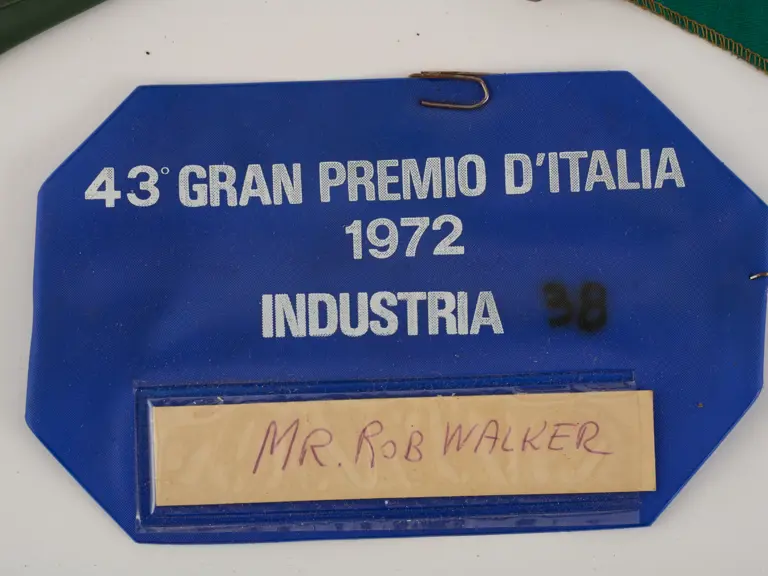 43° GRAN PREMIO D'ITALIA
1972
INDUSTRIA 38
MR. ROB WALKER